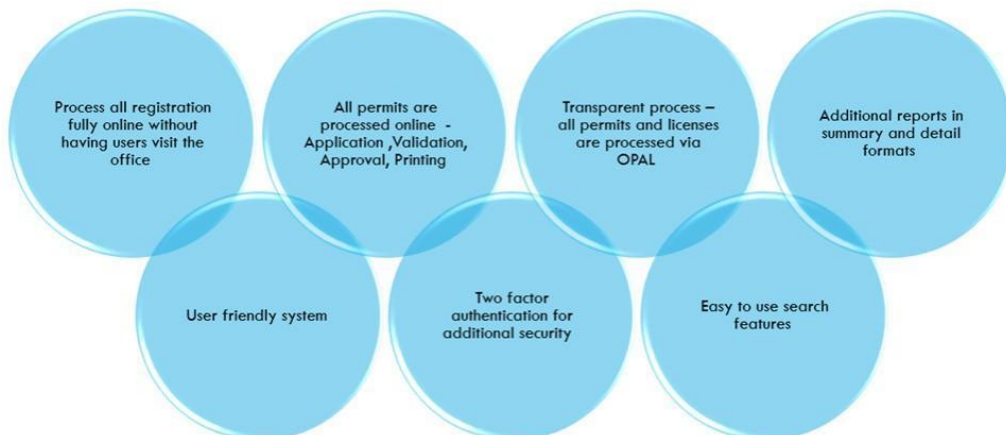 Process all registration
fully online without
having users visit the
office
All permits are
processed online  -
Application ,Validation,
Approval, Printing
Transparent process –
all permits and licenses
are processed via
OPAL
Additional reports in
summary and detail
formats
User friendly system
Two factor
authentication for
additional security
Easy to use search
features